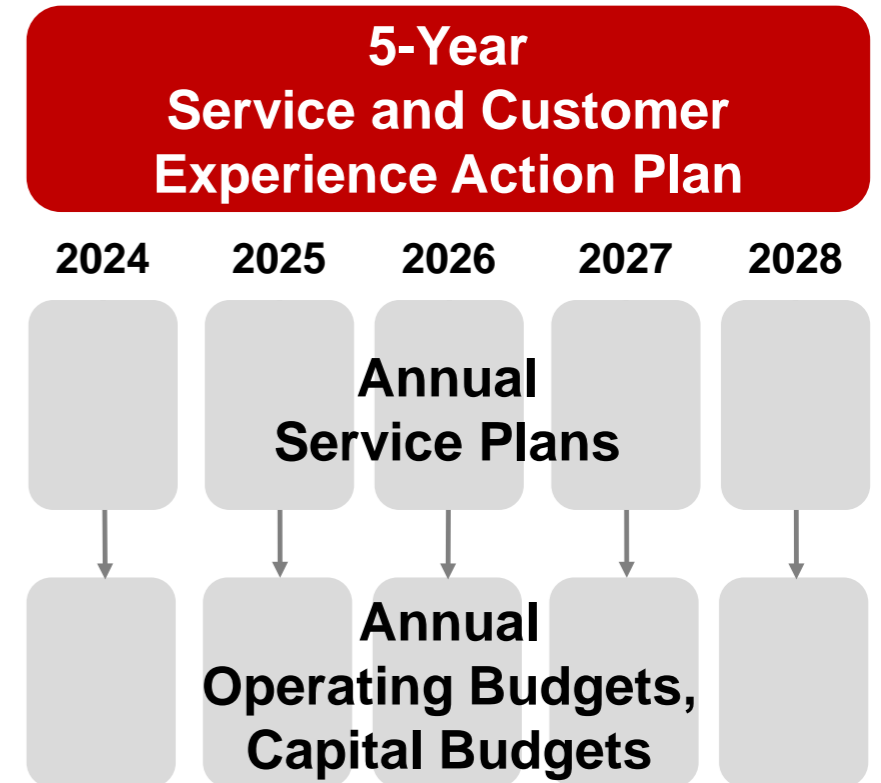 5-Year
Service and Customer
Experience Action Plan
2024 2025 2026 2027 2028
Annual
Service Plans
Annual
Operating Budgets,
Capital Budgets